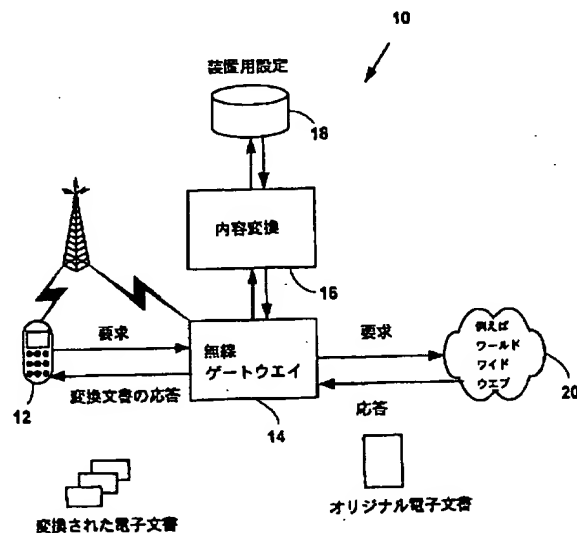 10
装置用設定
18
内容変換
16
要求
無線
ゲートウエイ
要求
例えば
ワールド
ワイド
ウエブ
20
12
変換文書の応答
14
応答
変換された電子文書
オリジナル電子文書